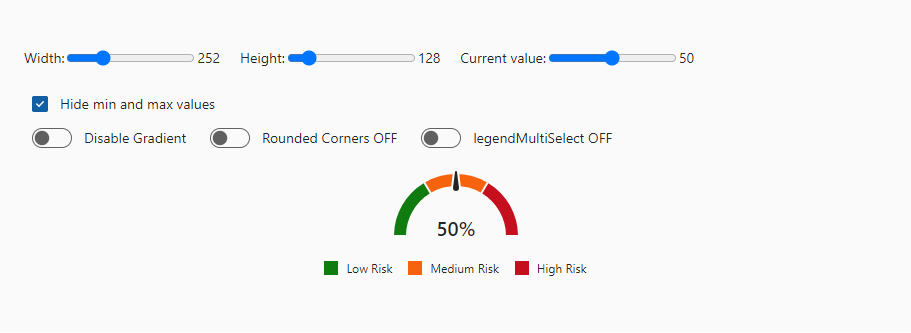 Width: 252 Height: 128 Current value: 50
Hide min and max values
Disable Gradient Rounded Corners OFF legendMultiSelect OFF
50%
Low Risk Medium Risk High Risk